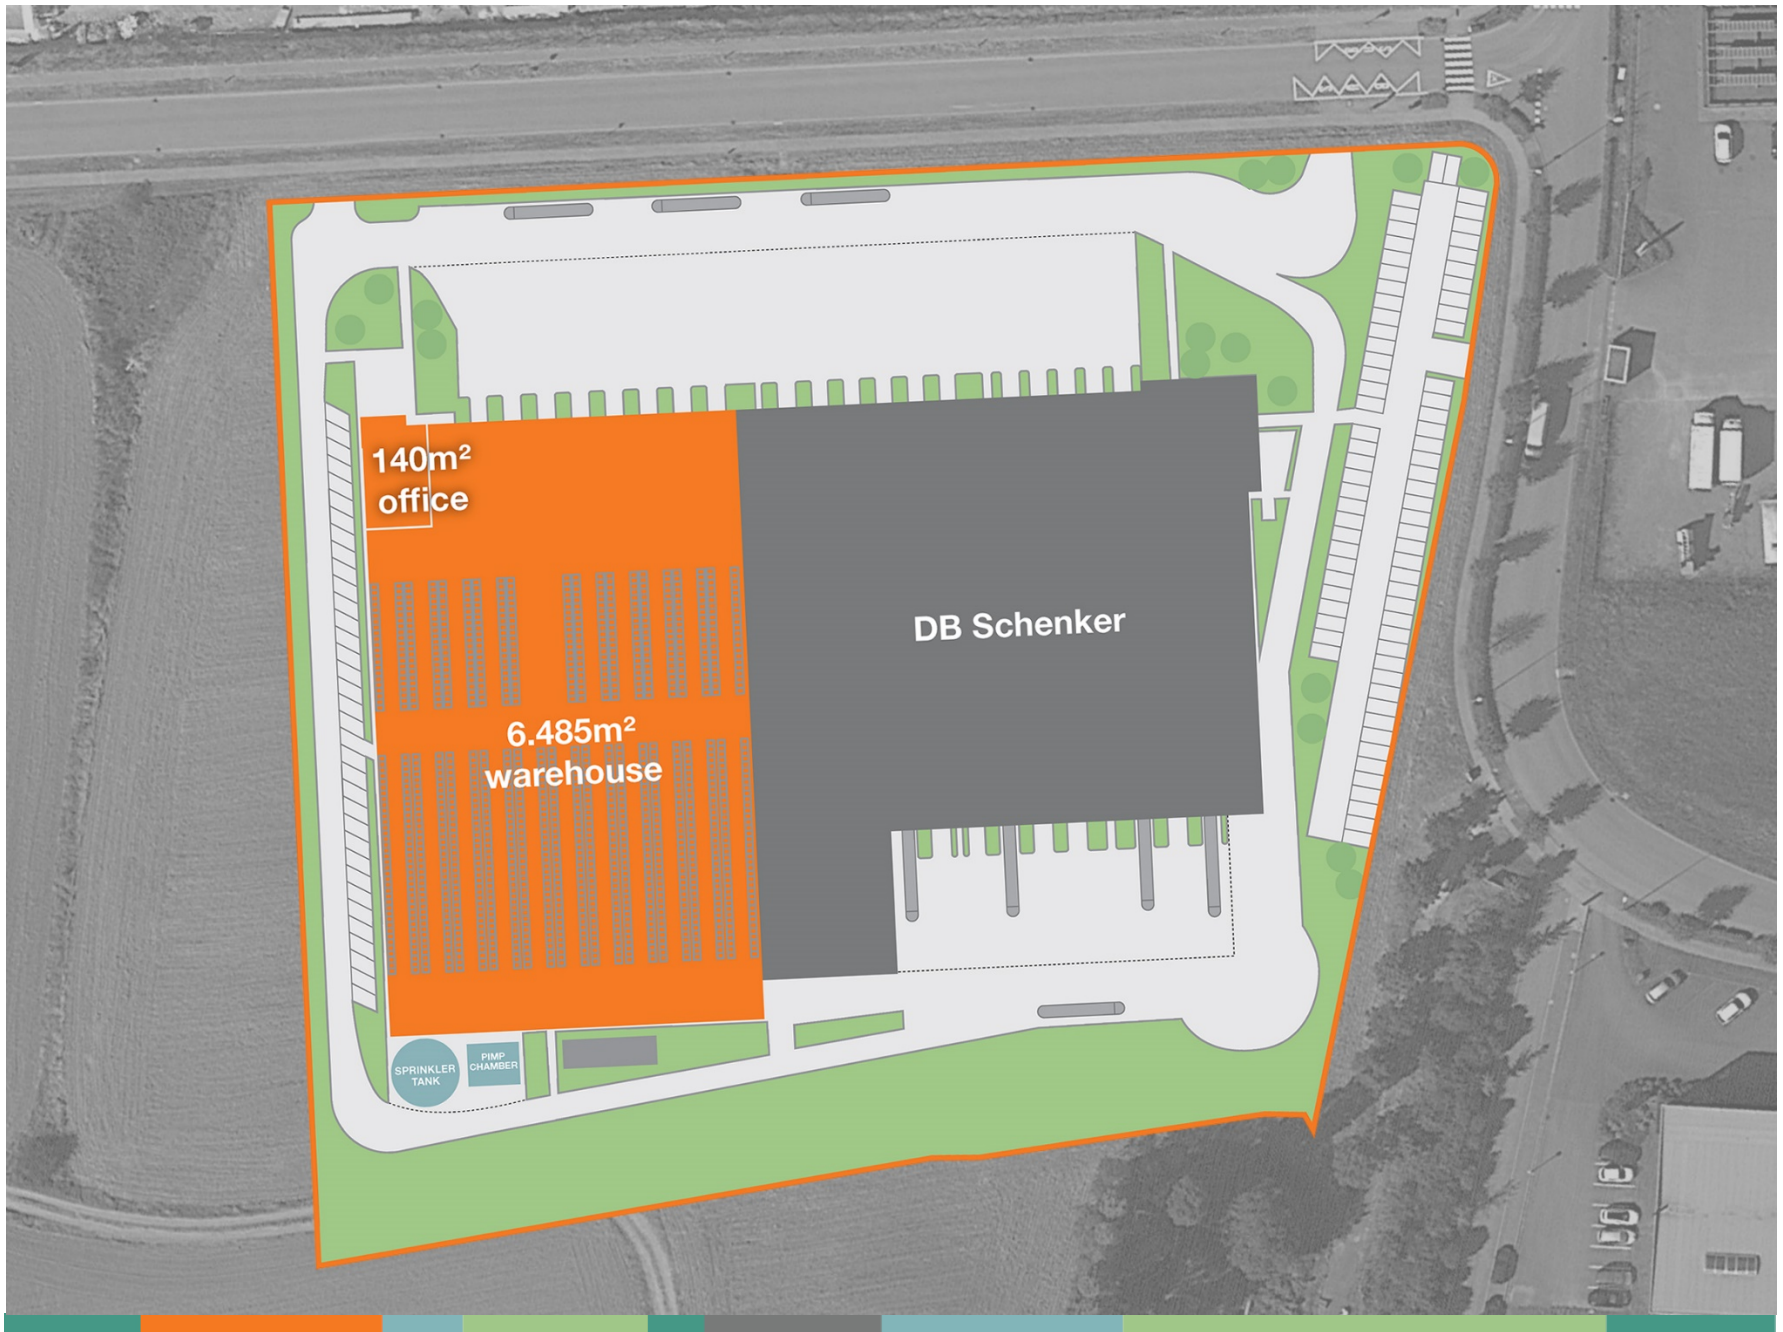 140m²
office
DB Schenker
6.485m²
warehouse
SPRINKLER
TANK
PIMP
CHAMBER